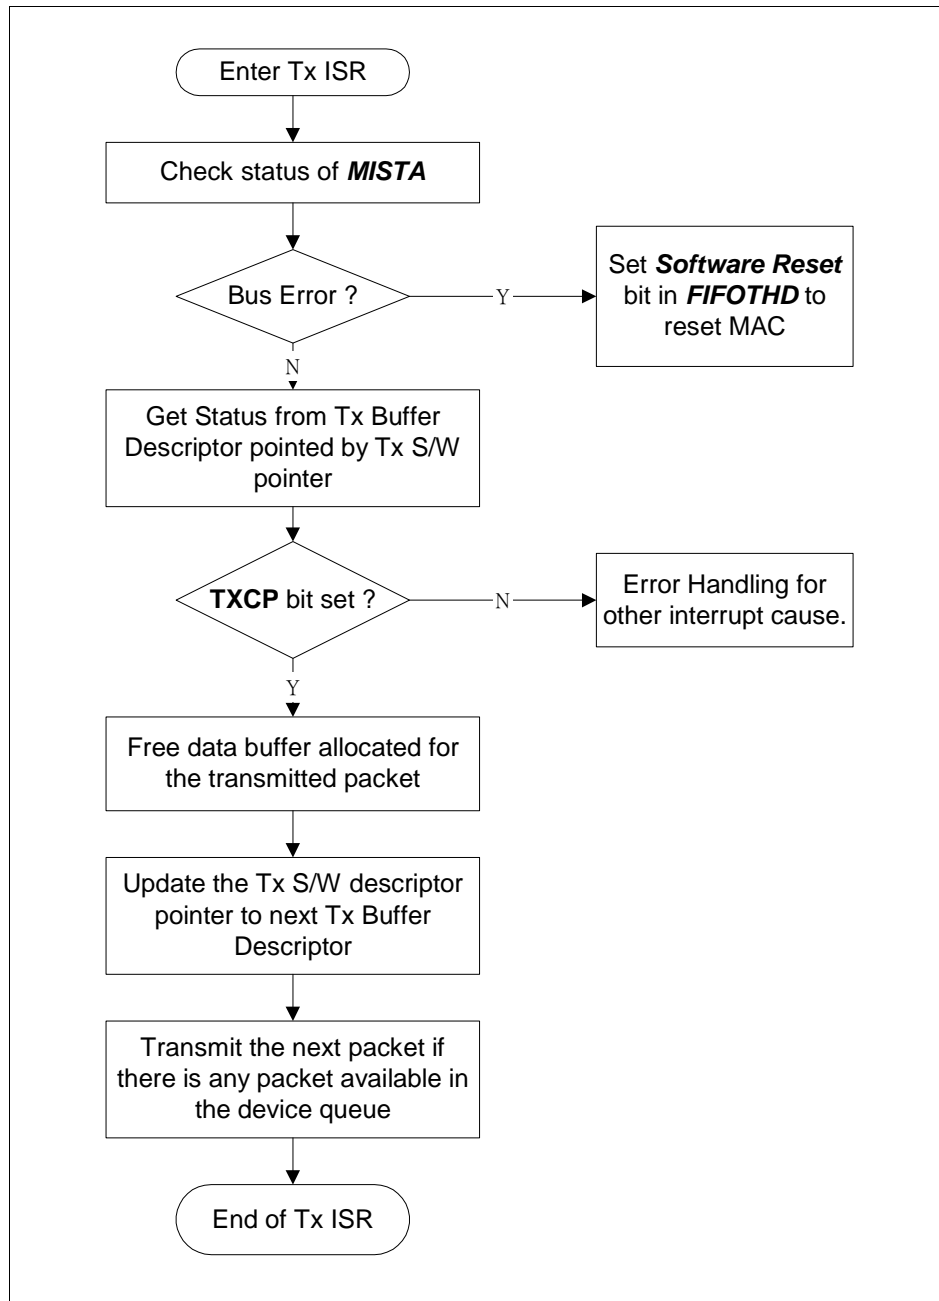 Enter Tx ISR
Check status of MISTA
Bus Error ?
Y
Set Software Reset
bit in FIFOTHD to
reset MAC
N
Get Status from Tx Buffer
Descriptor pointed by Tx S/W
pointer
TXCP bit set ?
N
Error Handling for
other interrupt cause.
Y
Free data buffer allocated for
the transmitted packet
Update the Tx S/W descriptor
pointer to next Tx Buffer
Descriptor
Transmit the next packet if
there is any packet available in
the device queue
End of Tx ISR